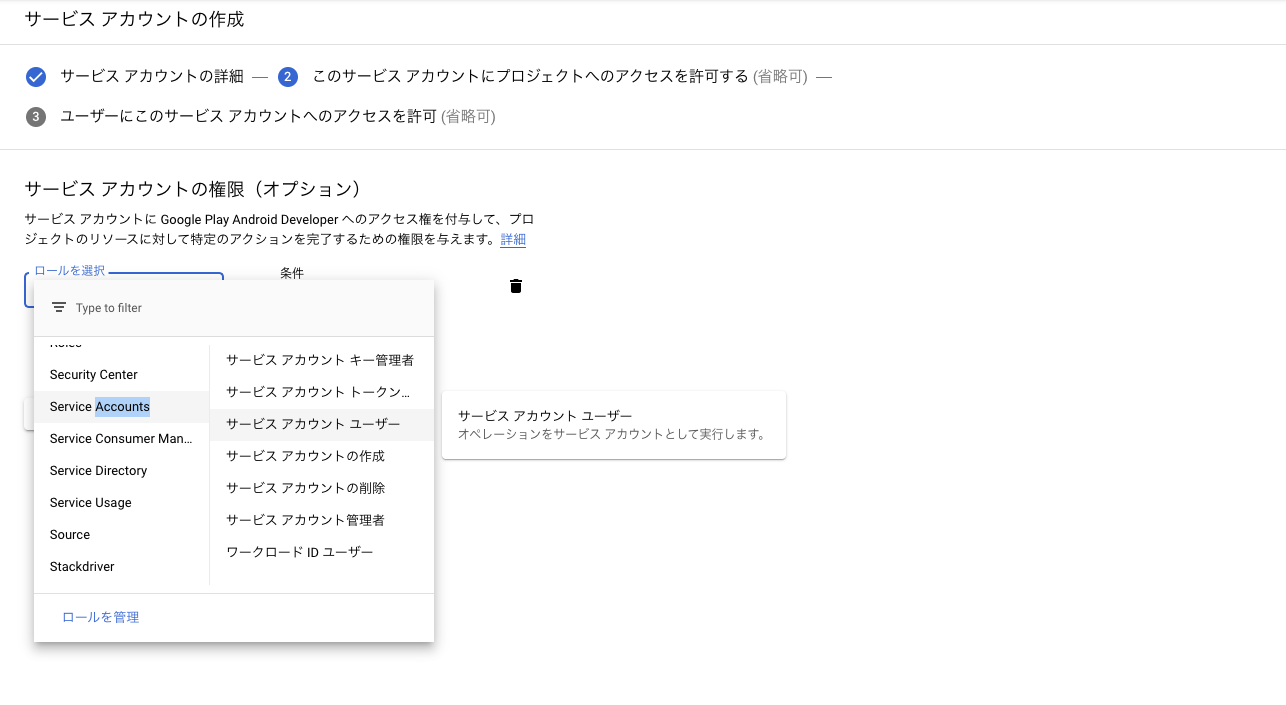 サービス アカウントの作成
サービス アカウントの詳細 — 2 このサービス アカウントにプロジェクトへのアクセスを許可する (省略可) —
3 ユーザーにこのサービス アカウントへのアクセスを許可 (省略可)
サービス アカウントの権限（オプション）
サービス アカウントに Google Play Android Developer へのアクセス権を付与して、プロ
ジェクトのリソースに対して特定のアクションを完了するための権限を与えます。詳細
ロールを選択
条件
Type to filter
Security Center
Service Accounts
Service Consumer Man...
Service Directory
Service Usage
Source
Stackdriver
サービス アカウント キー管理者
サービス アカウント トークン...
サービス アカウント ユーザー
サービス アカウントの作成
サービス アカウントの削除
サービス アカウント管理者
ワークロード ID ユーザー
サービス アカウント ユーザー
オペレーションをサービス アカウントとして実行します。
ロールを管理